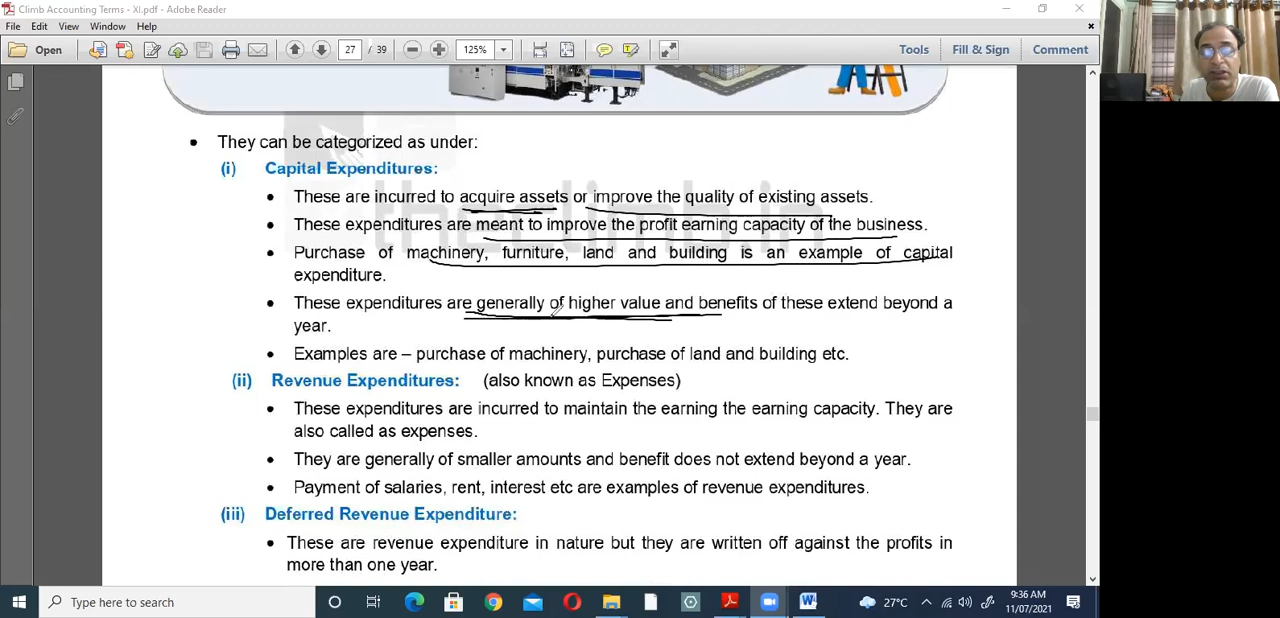 Climb Accounting Terms - XI.pdf - Adobe Reader
File Edit View Window Help
Open 27 / 39 125% Tools Fill & Sign Comment
They can be categorized as under:
(i) Capital Expenditures:
These are incurred to acquire assets or improve the quality of existing assets.
These expenditures are meant to improve the profit earning capacity of the business.
Purchase of machinery, furniture, land and building is an example of capital
expenditure.
These expenditures are generally of higher value and benefits of these extend beyond a
year.
Examples are – purchase of machinery, purchase of land and building etc.
(ii) Revenue Expenditures: (also known as Expenses)
These expenditures are incurred to maintain the earning the earning capacity. They are
also called as expenses.
They are generally of smaller amounts and benefit does not extend beyond a year.
Payment of salaries, rent, interest etc are examples of revenue expenditures.
(iii) Deferred Revenue Expenditure:
These are revenue expenditure in nature but they are written off against the profits in
more than one year.
theclimb.in
Type here to search 27°C 9:36 AM
11/07/2021